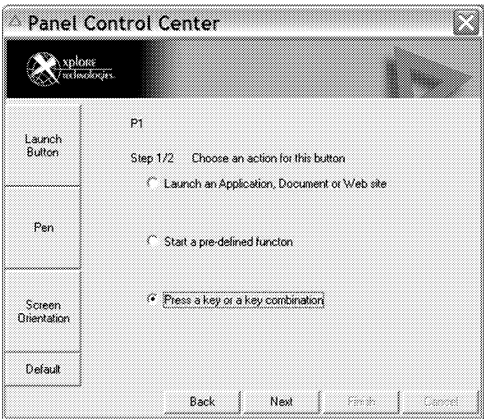 Panel Control Center
xplore
technologies
P1
Launch
Button
Step 1/2 Choose an action for this button
Launch an Application, Document or Web site
Pen
Start a pre-defined functon
Press a key or a key combination
Screen
Orientation
Default
Back Next Finish Cancel